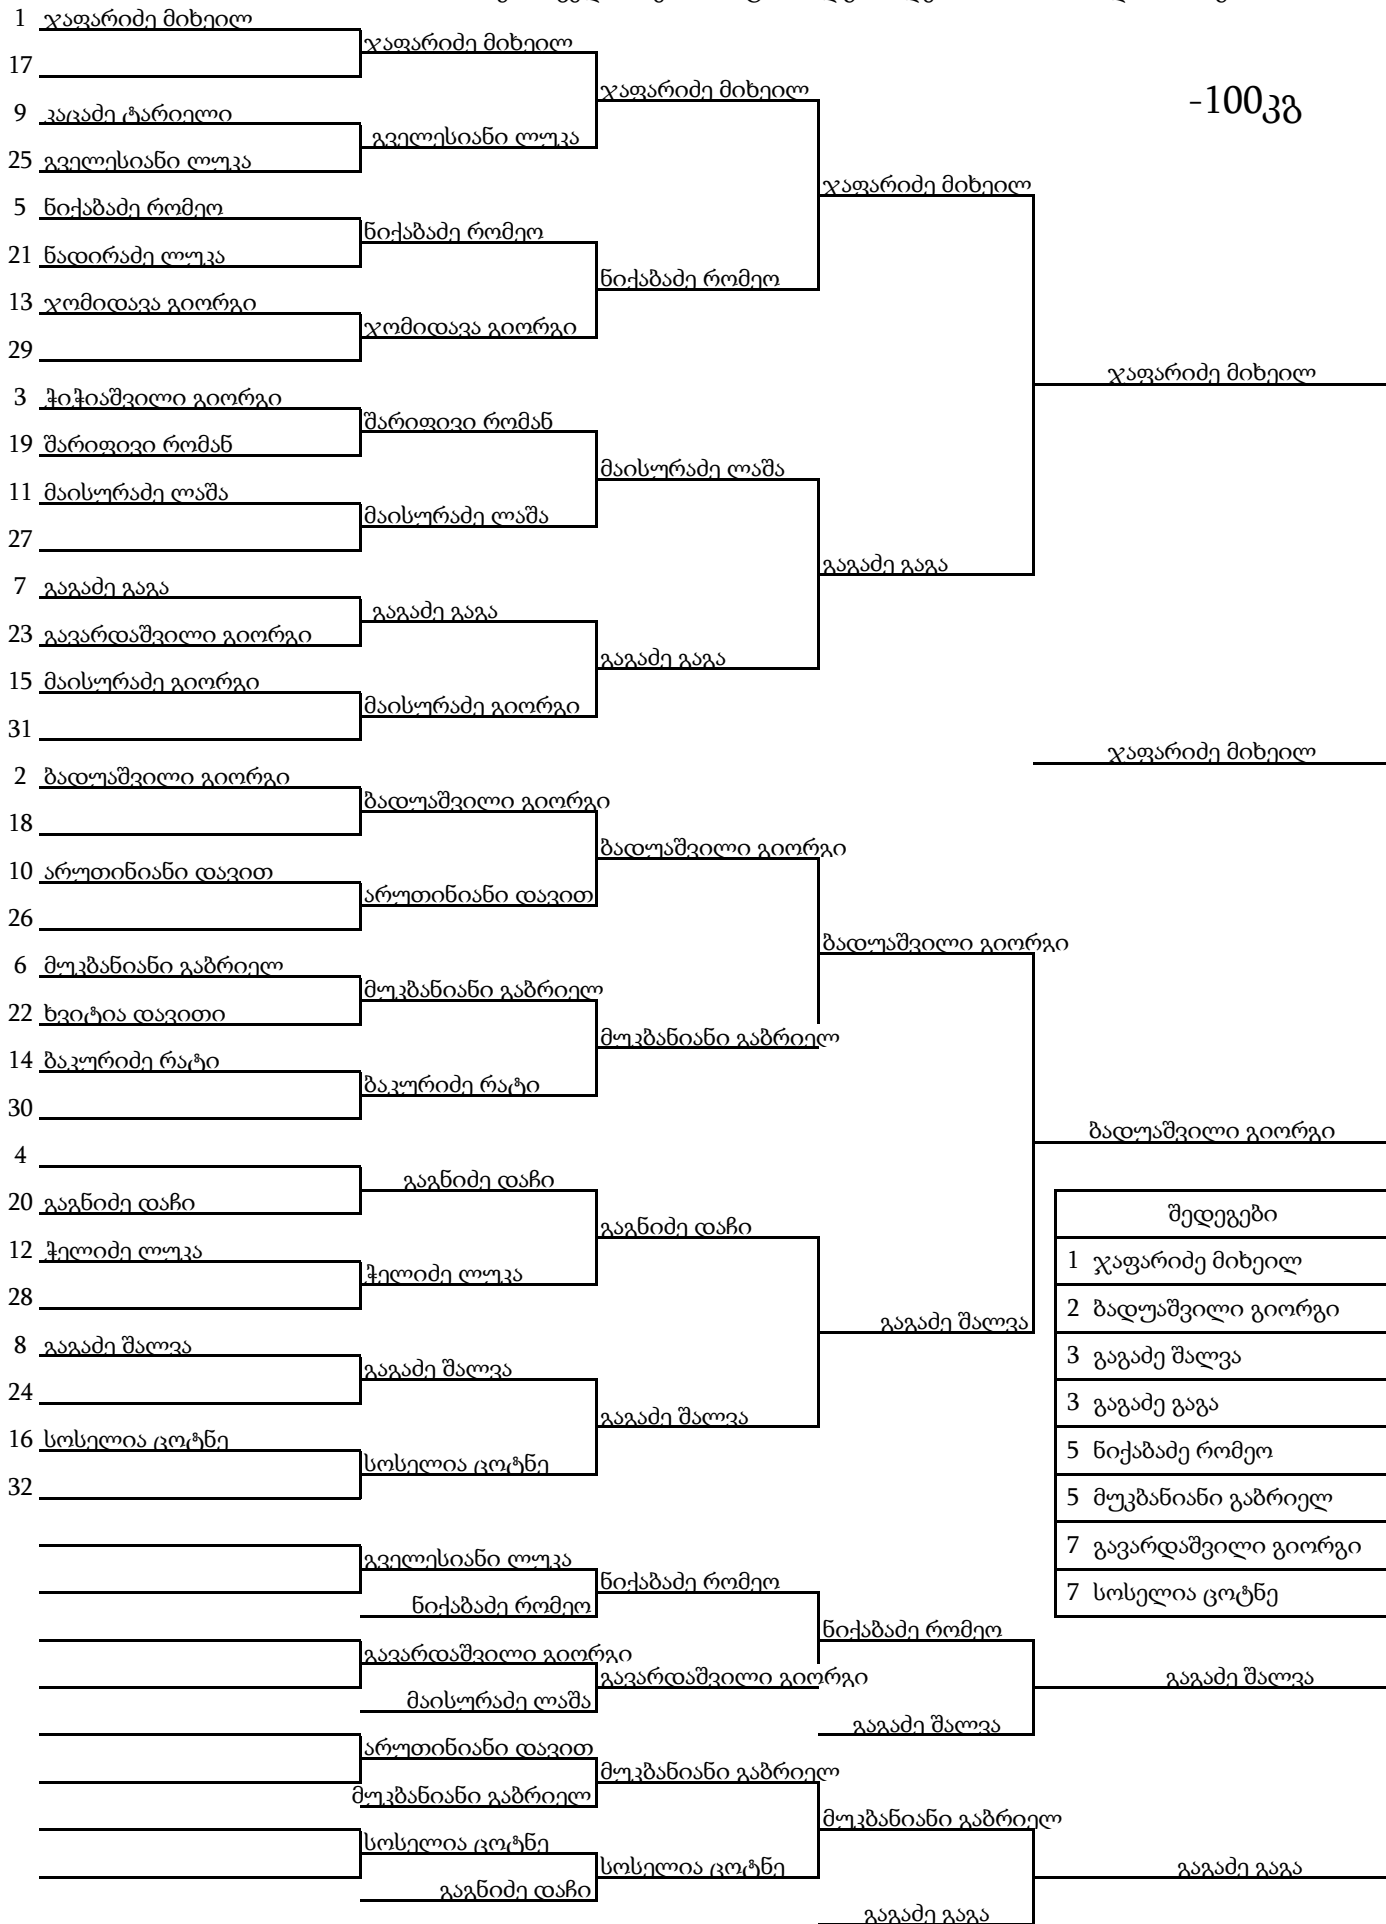 -100კგ
1 ჯაფარიძე მიხეილ
17
9 კაცაძე ტარიელი
25 გველესიანი ლუკა
5 ნიქაბაძე რომეო
21 ნადირაძე ლუკა
13 ჯომიდავა გიორგი
29
3 ჭიჭიაშვილი გიორგი
19 შარიფივი რომან
11 მაისურაძე ლაშა
27
7 გაგაძე გაგა
23 გავარდაშვილი გიორგი
15 მაისურაძე გიორგი
31
2 ბადუაშვილი გიორგი
18
10 არუთინიანი დავით
26
6 მუკბანიანი გაბრიელ
22 ხვიტია დავითი
14 ბაკურიძე რატი
30
4
20 გაგნიძე დაჩი
12 ჭელიძე ლუკა
28
8 გაგაძე შალვა
24
16 სოსელია ცოტნე
32
ჯაფარიძე მიხეილ
გველესიანი ლუკა
ნიქაბაძე რომეო
ჯომიდავა გიორგი
შარიფივი რომან
მაისურაძე ლაშა
გაგაძე გაგა
მაისურაძე გიორგი
ბადუაშვილი გიორგი
არუთინიანი დავით
მუკბანიანი გაბრიელ
ბაკურიძე რატი
გაგნიძე დაჩი
ჭელიძე ლუკა
გაგაძე შალვა
სოსელია ცოტნე
ჯაფარიძე მიხეილ
ნიქაბაძე რომეო
მაისურაძე ლაშა
გაგაძე გაგა
ბადუაშვილი გიორგი
მუკბანიანი გაბრიელ
გაგნიძე დაჩი
გაგაძე შალვა
ჯაფარიძე მიხეილ
გაგაძე გაგა
ბადუაშვილი გიორგი
გაგაძე შალვა
ჯაფარიძე მიხეილ
ჯაფარიძე მიხეილ
ბადუაშვილი გიორგი
შედეგები
1 ჯაფარიძე მიხეილ
2 ბადუაშვილი გიორგი
3 გაგაძე შალვა
3 გაგაძე გაგა
5 ნიქაბაძე რომეო
5 მუკბანიანი გაბრიელ
7 გავარდაშვილი გიორგი
7 სოსელია ცოტნე
გველესიანი ლუკა
ნიქაბაძე რომეო
გავარდაშვილი გიორგი
მაისურაძე ლაშა
არუთინიანი დავით
მუკბანიანი გაბრიელ
სოსელია ცოტნე
გაგნიძე დაჩი
ნიქაბაძე რომეო
გავარდაშვილი გიორგი
მუკბანიანი გაბრიელ
სოსელია ცოტნე
ნიქაბაძე რომეო
გაგაძე შალვა
მუკბანიანი გაბრიელ
გაგაძე გაგა
გაგაძე შალვა
გაგაძე გაგა